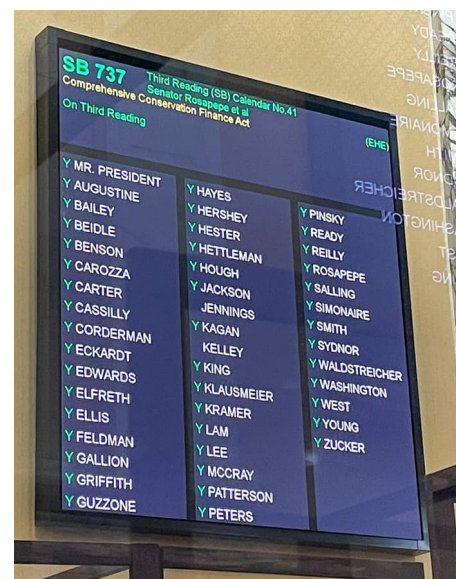 SB 737
Third Reading (SB) Calendar No.41
Senator Rosapepe et al
Comprehensive Conservation Finance Act
On Third Reading
(EHE)
Y MR. PRESIDENT
Y AUGUSTINE
Y BAILEY
Y BEIDLE
Y BENSON
Y CAROZZA
Y CARTER
Y CASSILLY
Y CORDERMAN
Y ECKARDT
Y EDWARDS
Y ELFRETH
Y ELLIS
Y FELDMAN
Y GALLION
Y GRIFFITH
Y GUZZONE
Y HAYES
Y HERSHEY
Y HESTER
Y HETTLEMAN
Y HOUGH
Y JACKSON
JENNINGS
Y KAGAN
KELLEY
Y KING
Y KLAUSMEIER
Y KRAMER
Y LAM
Y LEE
Y MCCRAY
Y PATTERSON
Y PETERS
Y PINSKY
Y READY
Y REILLY
Y ROSAPEPE
Y SALLING
Y SIMONAIRE
Y SMITH
Y SYDNOR
Y WALDSTREICHER
Y WASHINGTON
Y WEST
Y YOUNG
Y ZUCKER